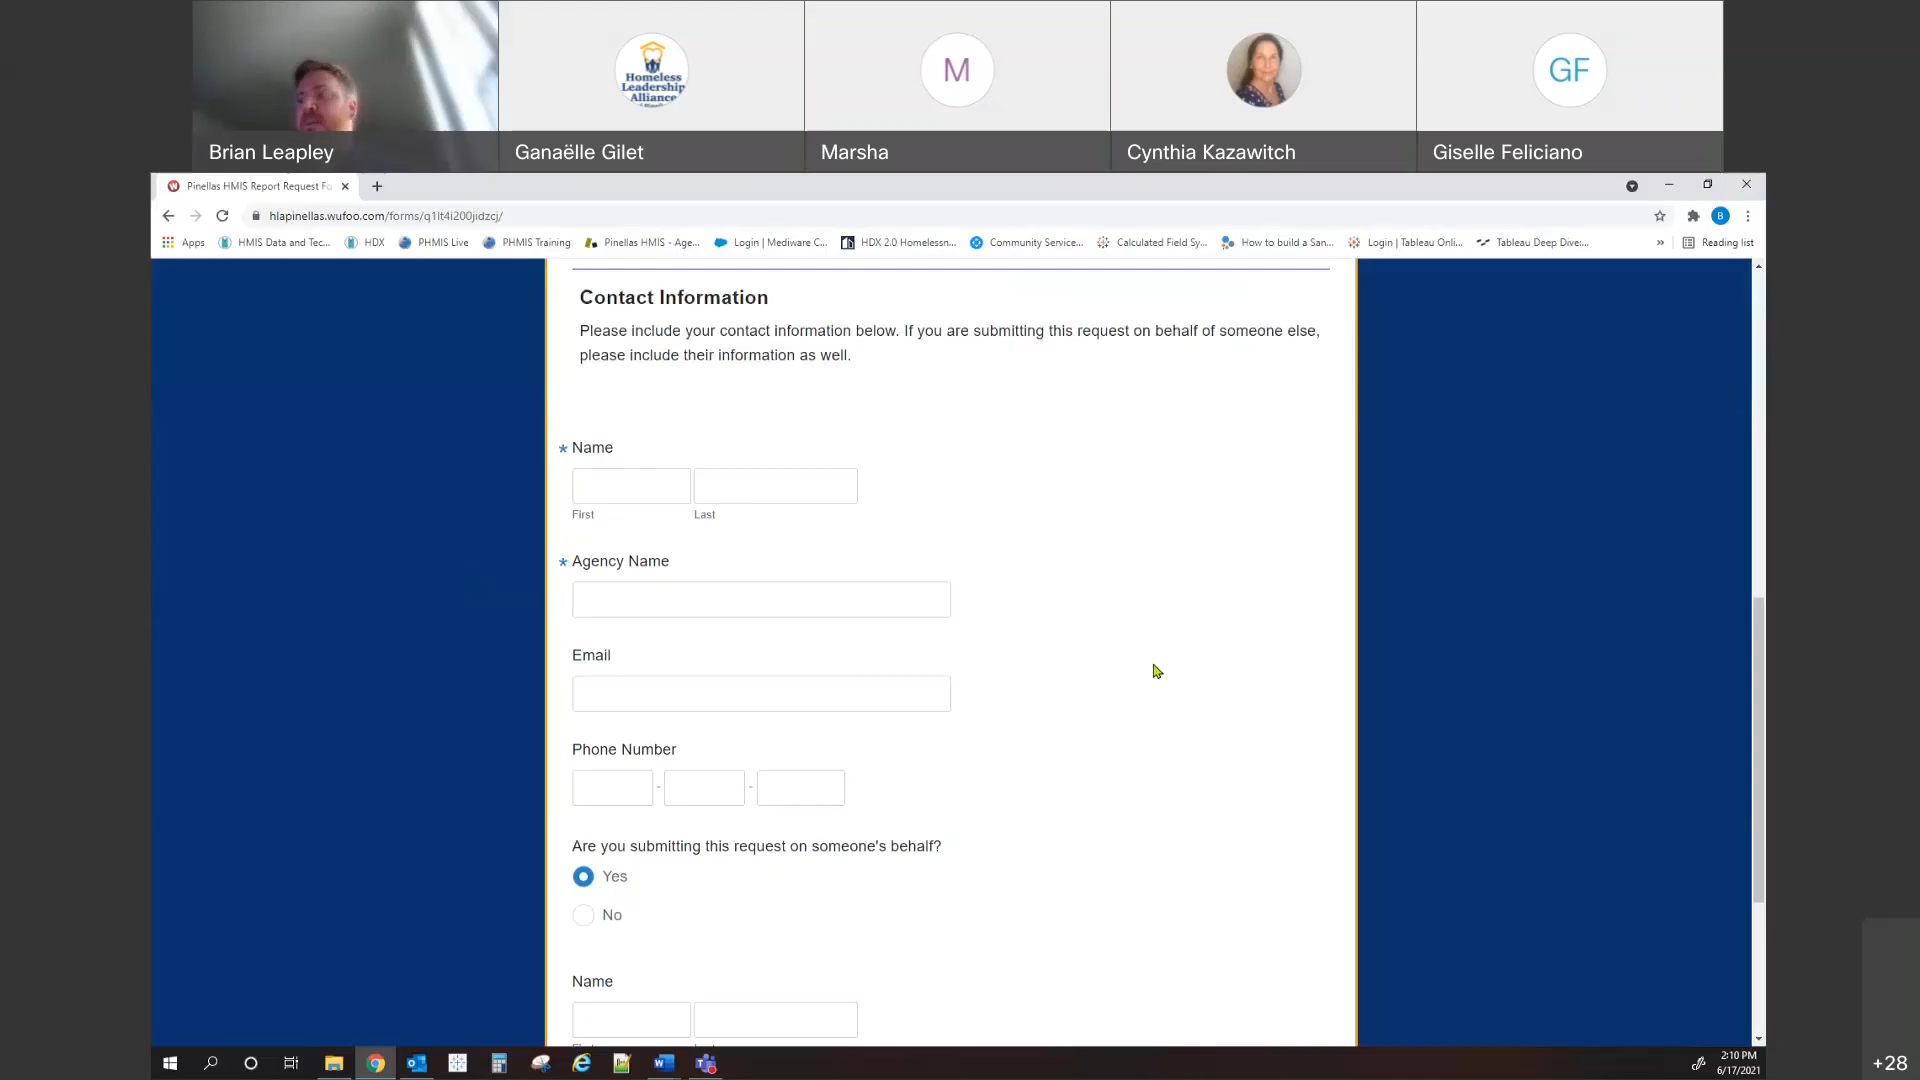 Homeless
Leadership
Alliance
M
GF
Brian Leapley
Ganaëlle Gilet
Marsha
Cynthia Kazawitch
Giselle Feliciano
Pinellas HMIS Report Request Fo
hlapinellas.wufoo.com/forms/q1lt4i200jidzcj/
B
Apps
HMIS Data and Tec...
HDX
PHMIS Live
PHMIS Training
Pinellas HMIS - Age...
Login | Mediware C...
HDX 2.0 Homelessn...
Community Service...
Calculated Field Sy...
How to build a San...
Login | Tableau Onli...
Tableau Deep Dive:...
»
Reading list
Contact Information
Please include your contact information below. If you are submitting this request on behalf of someone else,
please include their information as well.
* Name
First
Last
* Agency Name
Email
Phone Number
- -
Are you submitting this request on someone's behalf?
Yes
No
Name
2:10 PM
6/17/2021
+28